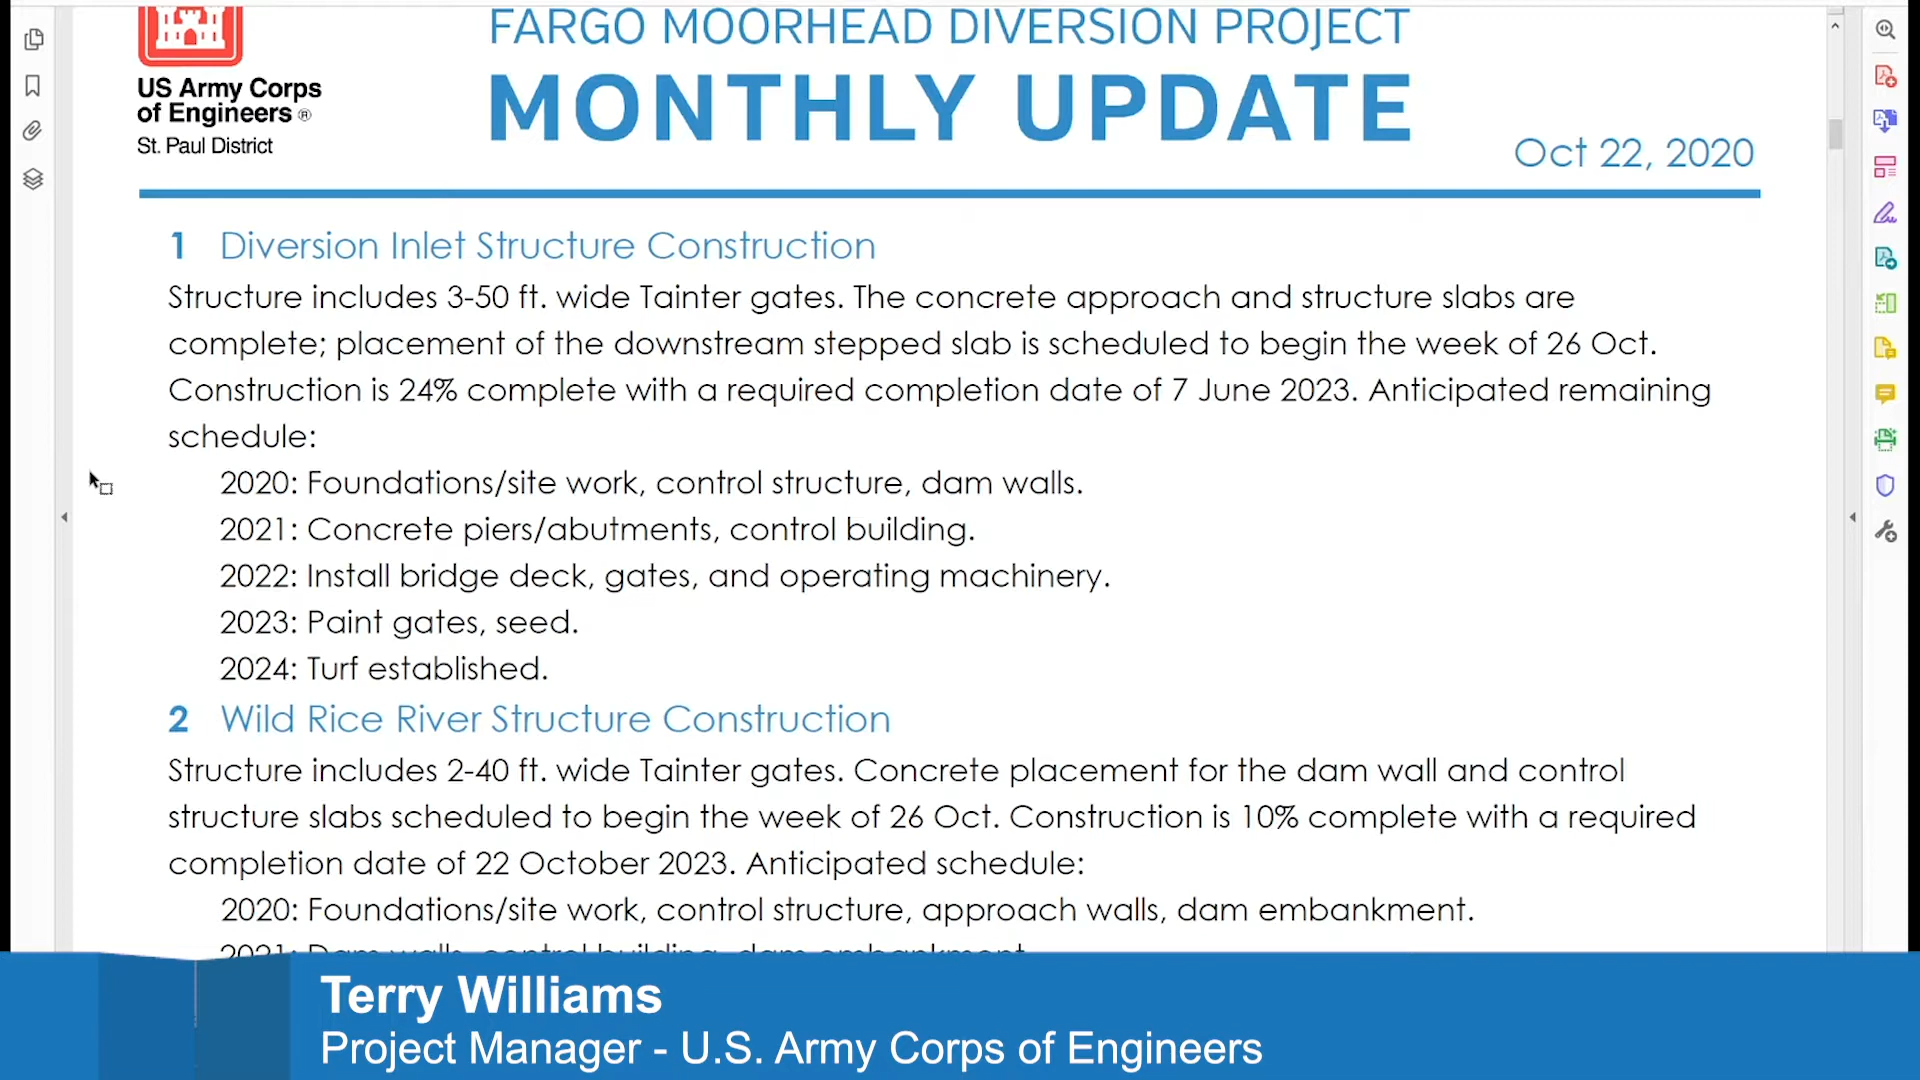 FARGO MOORHEAD DIVERSION PROJECT
MONTHLY UPDATE
US Army Corps
of Engineers ®
St. Paul District
Oct 22, 2020
1 Diversion Inlet Structure Construction
Structure includes 3-50 ft. wide Tainter gates. The concrete approach and structure slabs are
complete; placement of the downstream stepped slab is scheduled to begin the week of 26 Oct.
Construction is 24% complete with a required completion date of 7 June 2023. Anticipated remaining
schedule:
2020: Foundations/site work, control structure, dam walls.
2021: Concrete piers/abutments, control building.
2022: Install bridge deck, gates, and operating machinery.
2023: Paint gates, seed.
2024: Turf established.
2 Wild Rice River Structure Construction
Structure includes 2-40 ft. wide Tainter gates. Concrete placement for the dam wall and control
structure slabs scheduled to begin the week of 26 Oct. Construction is 10% complete with a required
completion date of 22 October 2023. Anticipated schedule:
2020: Foundations/site work, control structure, approach walls, dam embankment.
2021: Dam walls, control building, dam embankment.
Terry Williams
Project Manager - U.S. Army Corps of Engineers